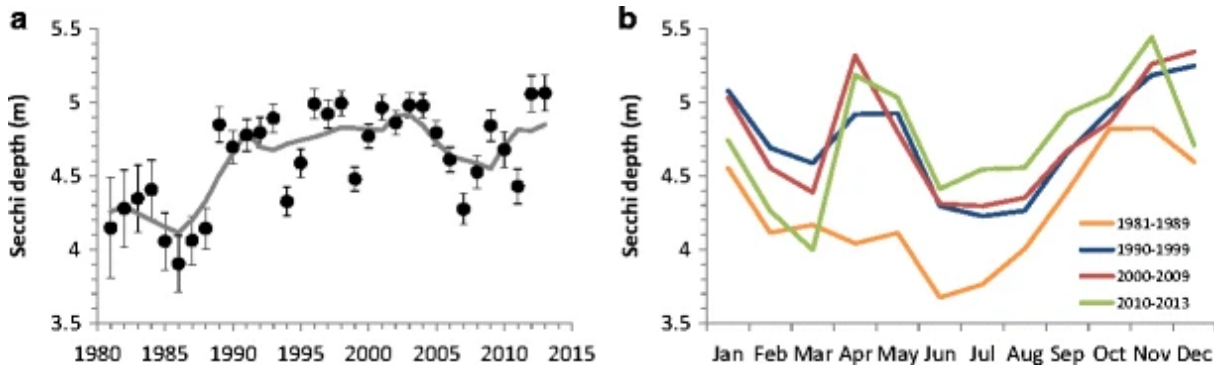 a
Secchi depth (m)
5.5
5
4.5
4
3.5
1980 1985 1990 1995 2000 2005 2010 2015
b
Secchi depth (m)
5.5
5
4.5
4
3.5
1981-1989
1990-1999
2000-2009
2010-2013
Jan Feb Mar Apr May Jun Jul Aug Sep Oct Nov Dec